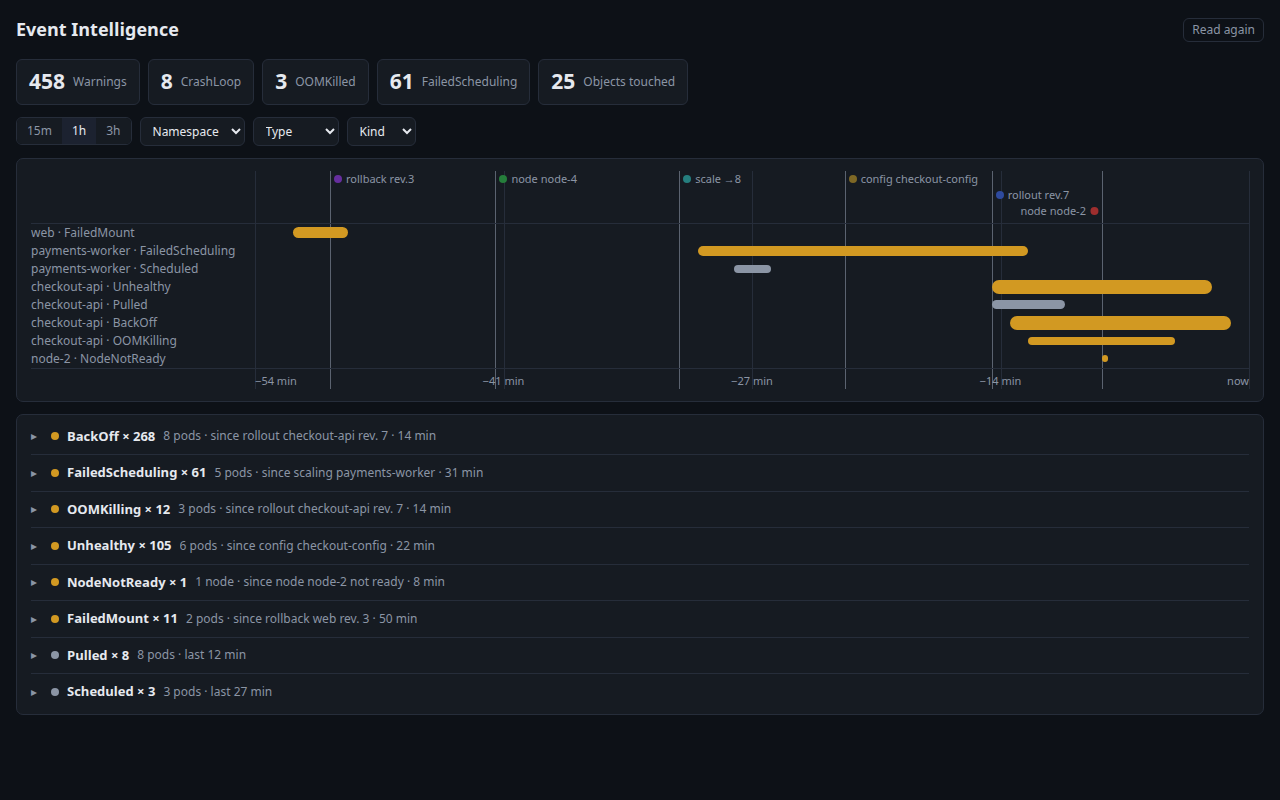 Event Intelligence
Read again
458 Warnings
8 CrashLoop
3 OOMKilled
61 FailedScheduling
25 Objects touched
15m 1h 3h Namespace Type Kind
rollback rev.3 node node-4 scale →8 config checkout-config
rollout rev.7
node node-2
web · FailedMount
payments-worker · FailedScheduling
payments-worker · Scheduled
checkout-api · Unhealthy
checkout-api · Pulled
checkout-api · BackOff
checkout-api · OOMKilling
node-2 · NodeNotReady
−54 min −41 min −27 min −14 min now
BackOff × 268 8 pods · since rollout checkout-api rev. 7 · 14 min
FailedScheduling × 61 5 pods · since scaling payments-worker · 31 min
OOMKilling × 12 3 pods · since rollout checkout-api rev. 7 · 14 min
Unhealthy × 105 6 pods · since config checkout-config · 22 min
NodeNotReady × 1 1 node · since node node-2 not ready · 8 min
FailedMount × 11 2 pods · since rollback web rev. 3 · 50 min
Pulled × 8 8 pods · last 12 min
Scheduled × 3 3 pods · last 27 min